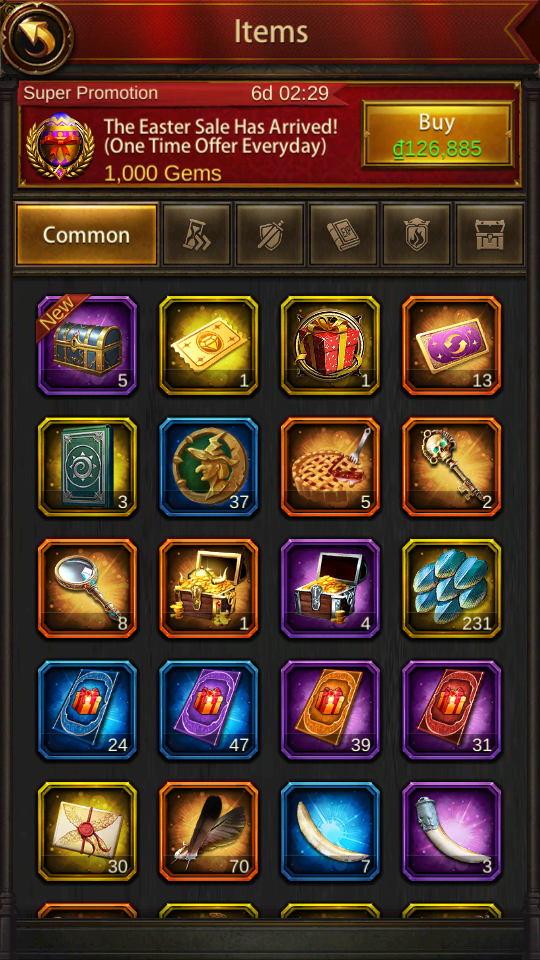 Items
Super Promotion
6d 02:29
The Easter Sale Has Arrived!
(One Time Offer Everyday)
1,000 Gems
Buy
₫126,885
Common
New
5
1
1
13
3
37
5
2
8
1
4
231
24
47
39
31
30
70
7
3